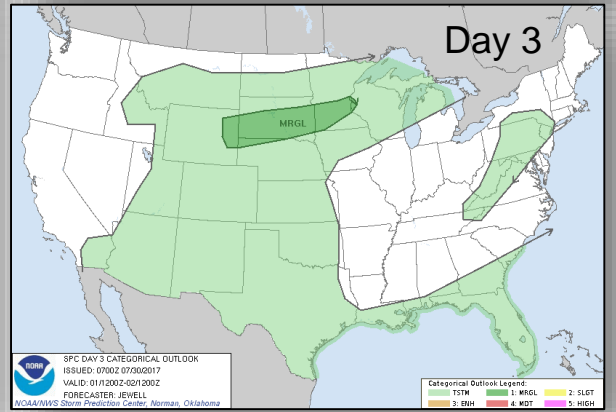 Day 3
MRGL
NOAA
SPC DAY 3 CATEGORICAL OUTLOOK
ISSUED: 0700Z 07/30/2017
VALID: 01/1200Z-02/1200Z
FORECASTER: JEWELL
NOAA/NWS Storm Prediction Center, Norman, Oklahoma
Categorical Outlook Legend:
TSTM 1: MRGL 2: SLGT
3: ENH 4: MDT 5: HIGH